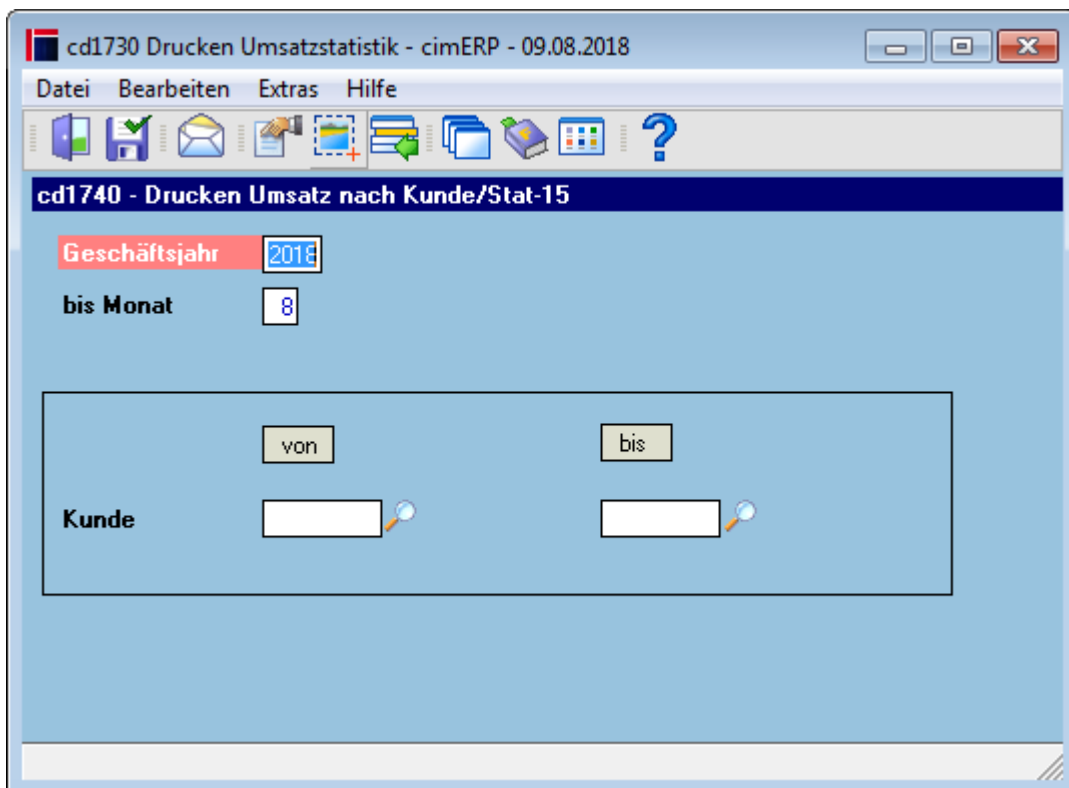 cd1730 Drucken Umsatzstatistik - cimERP - 09.08.2018
Datei Bearbeiten Extras Hilfe
cd1740 - Drucken Umsatz nach Kunde/Stat-15
Geschäftsjahr 2018
bis Monat 8
von bis
Kunde